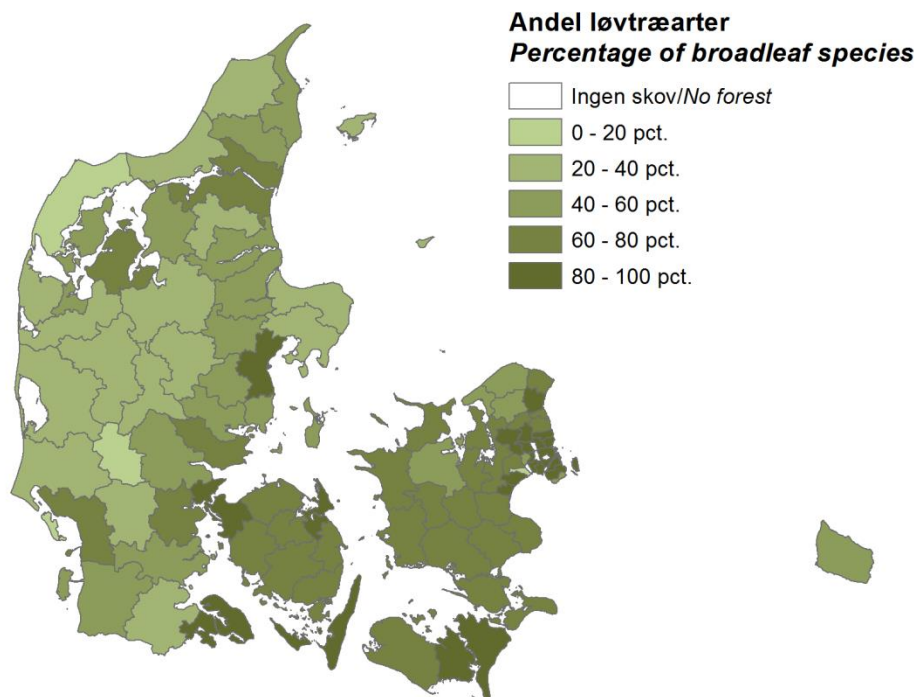 Andel løvtræarter
Percentage of broadleaf species
Ingen skov/No forest
0 - 20 pct.
20 - 40 pct.
40 - 60 pct.
60 - 80 pct.
80 - 100 pct.